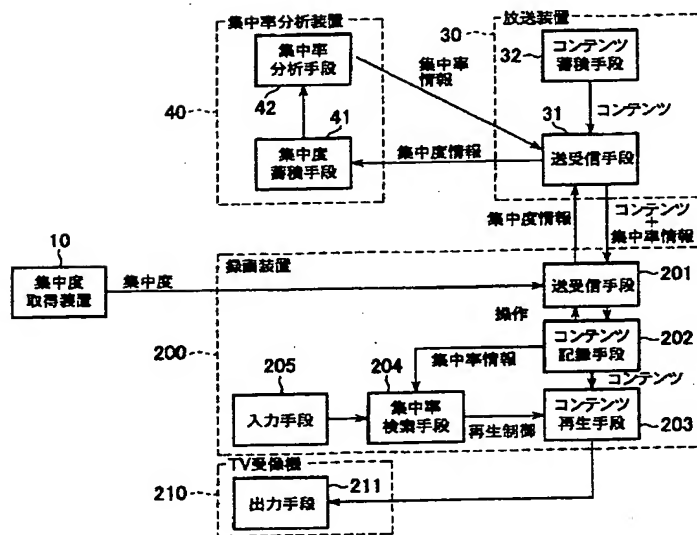 集中率分析装置
放送装置
30
集中率
分析手段
集中率
情報
32
コンテンツ
蓄積手段
42
コンテンツ
40
41
31
集中度
蓄積手段
集中度情報
送受信手段
集中度情報
コンテンツ
+
集中率情報
10
録画装置
集中度
取得装置
集中度
送受信手段
201
操作
200
集中率情報
コンテンツ
記録手段
202
205
204
コンテンツ
入力手段
集中率
検索手段
再生制御
コンテンツ
再生手段
203
TV受像機
210
211
出力手段